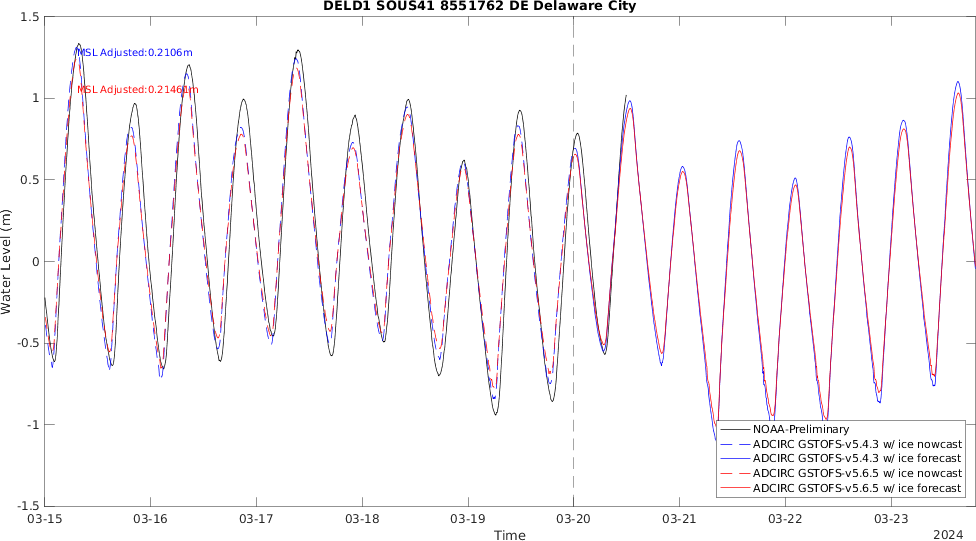 DELD1 SOUS41 8551762 DE Delaware City
1.5
MSL Adjusted:0.2106m
MSL Adjusted:0.21461m
1
0.5
0
-0.5
-1
-1.5
Water Level (m)
NOAA-Preliminary
ADCIRC GSTOFS-v5.4.3 w/ ice nowcast
ADCIRC GSTOFS-v5.4.3 w/ ice forecast
ADCIRC GSTOFS-v5.6.5 w/ ice nowcast
ADCIRC GSTOFS-v5.6.5 w/ ice forecast
03-15 03-16 03-17 03-18 03-19 03-20 03-21 03-22 03-23
Time
2024